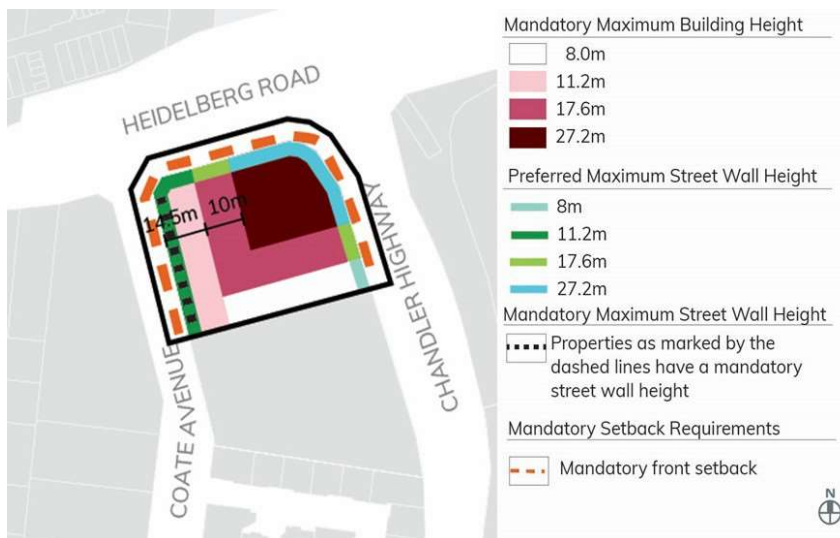 HEIDELBERG ROAD
14.5m
10m
CHANDLER HIGHWAY
COATE AVENUE
Mandatory Maximum Building Height
8.0m
11.2m
17.6m
27.2m
Preferred Maximum Street Wall Height
8m
11.2m
17.6m
27.2m
Mandatory Maximum Street Wall Height
Properties as marked by the
dashed lines have a mandatory
street wall height
Mandatory Setback Requirements
Mandatory front setback
N